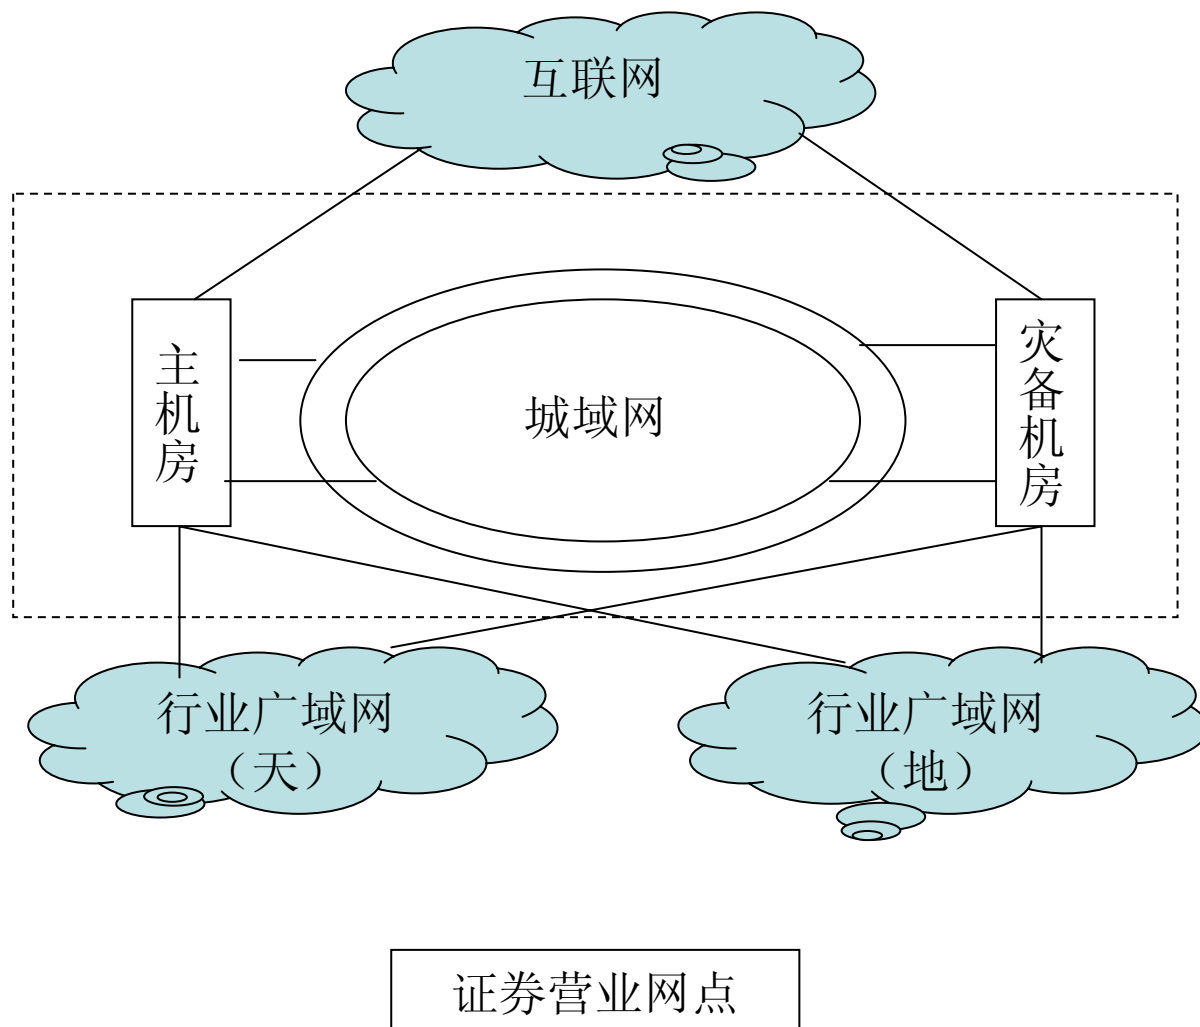 互联网
主机房
城域网
灾备机房
行业广域网
（天）
行业广域网
（地）
证券营业网点